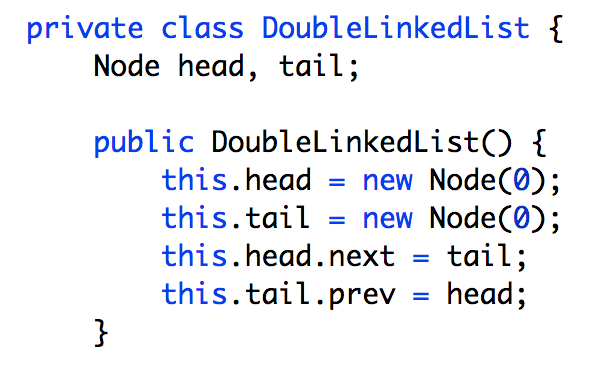 private class DoubleLinkedList {
    Node head, tail;

    public DoubleLinkedList() {
        this.head = new Node(0);
        this.tail = new Node(0);
        this.head.next = tail;
        this.tail.prev = head;
    }